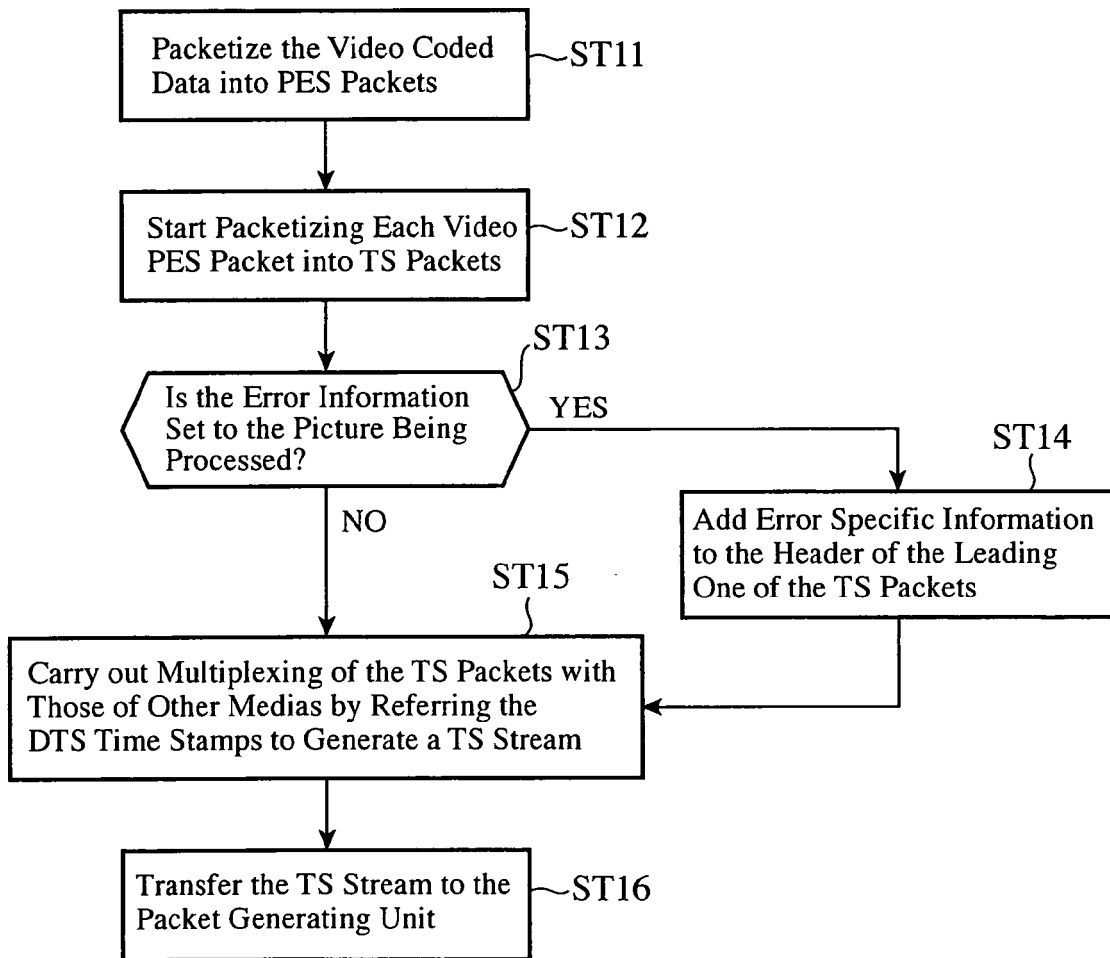 Packetize the Video Coded
Data into PES Packets
ST11
Start Packetizing Each Video
PES Packet into TS Packets
ST12
ST13
Is the Error Information
Set to the Picture Being
Processed?
YES
NO
ST14
Add Error Specific Information
to the Header of the Leading
One of the TS Packets
ST15
Carry out Multiplexing of the TS Packets with
Those of Other Medias by Referring the
DTS Time Stamps to Generate a TS Stream
Transfer the TS Stream to the
Packet Generating Unit
ST16